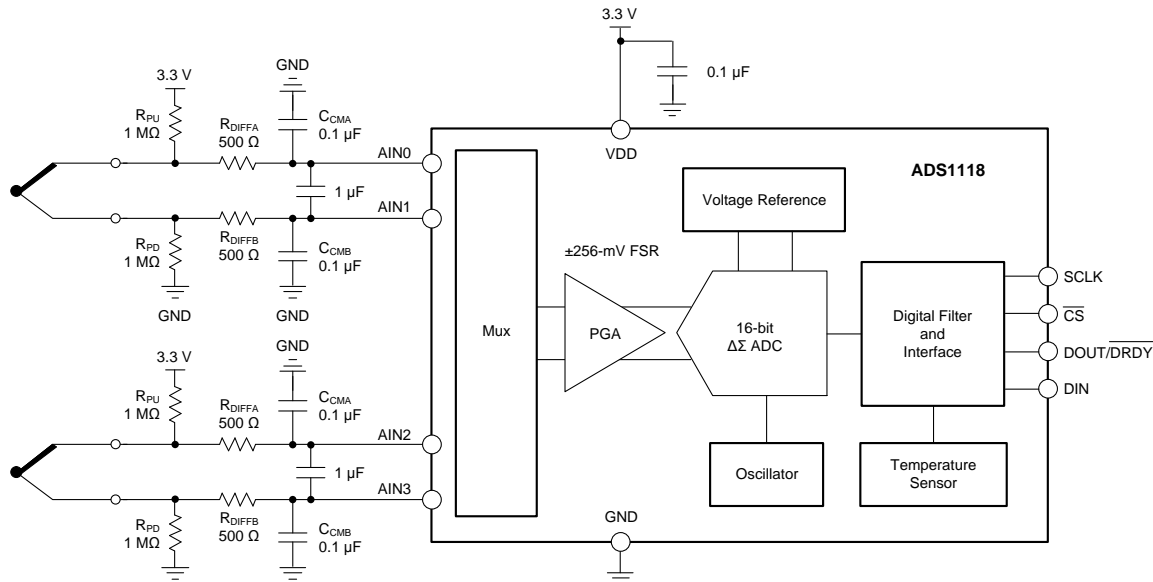 3.3 V
0.1 µF
GND
3.3 V
R_PU
1 MΩ
R_DIFFA
500 Ω
C_CMA
0.1 µF
AIN0
1 µF
AIN1
R_PD
1 MΩ
R_DIFFB
500 Ω
C_CMB
0.1 µF
GND
GND
3.3 V
GND
R_PU
1 MΩ
R_DIFFA
500 Ω
C_CMA
0.1 µF
AIN2
1 µF
AIN3
R_PD
1 MΩ
R_DIFFB
500 Ω
C_CMB
0.1 µF
VDD
ADS1118
Voltage Reference
±256-mV FSR
Mux
PGA
16-bit
ΔΣ ADC
Digital Filter
and
Interface
SCLK
CS
DOUT/DRDY
DIN
Oscillator
Temperature
Sensor
GND